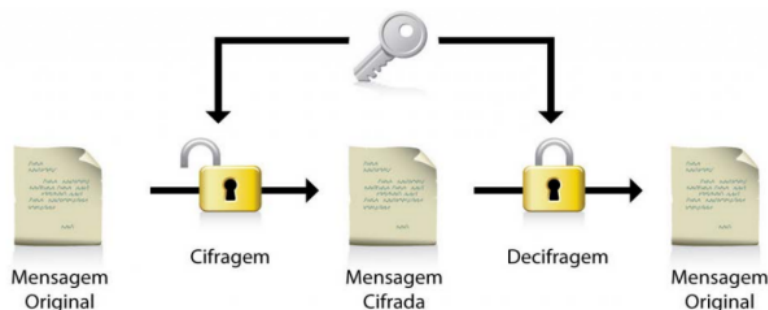 Mensagem
Original
Cifragem
Mensagem
Cifrada
Decifragem
Mensagem
Original